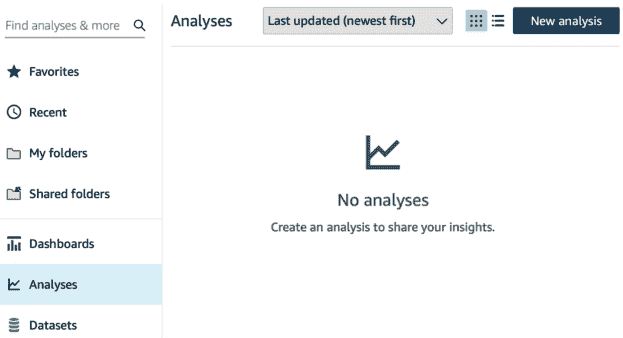 Find analyses & more
Favorites
Recent
My folders
Shared folders
Dashboards
Analyses
Datasets
Analyses
Last updated (newest first)
New analysis
No analyses
Create an analysis to share your insights.